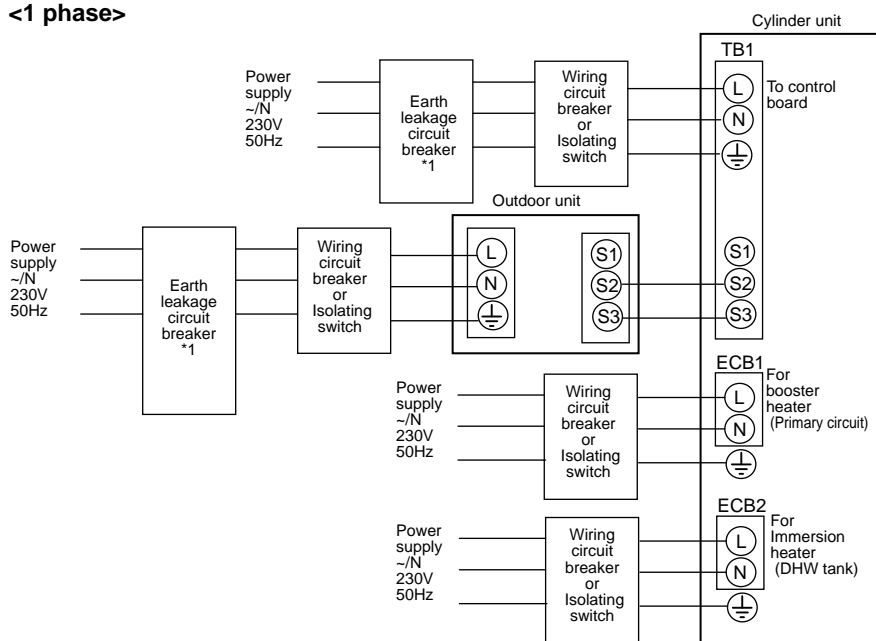 <1 phase>
Cylinder unit
TB1
Power
supply
~/N
230V
50Hz
Earth
leakage
circuit
breaker
*1
Wiring
circuit
breaker
or
Isolating
switch
L
N
To control
board
Outdoor unit
Power
supply
~/N
230V
50Hz
Earth
leakage
circuit
breaker
*1
Wiring
circuit
breaker
or
Isolating
switch
L
N
S1
S2
S3
S1
S2
S3
ECB1
Power
supply
~/N
230V
50Hz
Wiring
circuit
breaker
or
Isolating
switch
L
N
For
booster
heater
(Primary circuit)
ECB2
Power
supply
~/N
230V
50Hz
Wiring
circuit
breaker
or
Isolating
switch
L
N
For
Immersion
heater
(DHW tank)